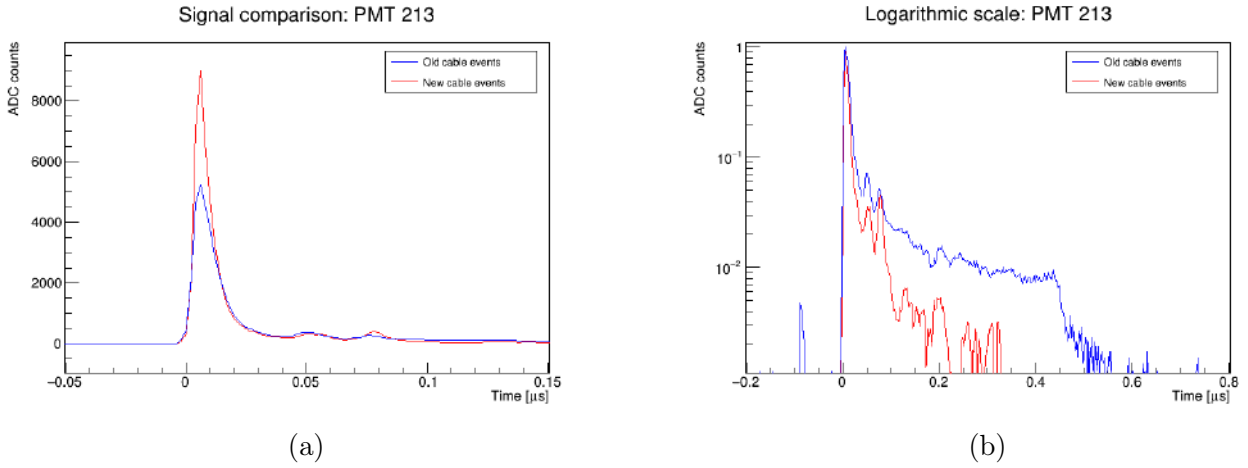 Signal comparison: PMT 213
ADC counts
Old cable events
New cable events
8000
6000
4000
2000
0
-0.05
0
0.05
0.1
0.15
Time [μs]
(a)
Logarithmic scale: PMT 213
ADC counts
Old cable events
New cable events
1
10⁻¹
10⁻²
-0.2
0
0.2
0.4
0.6
0.8
Time [μs]
(b)